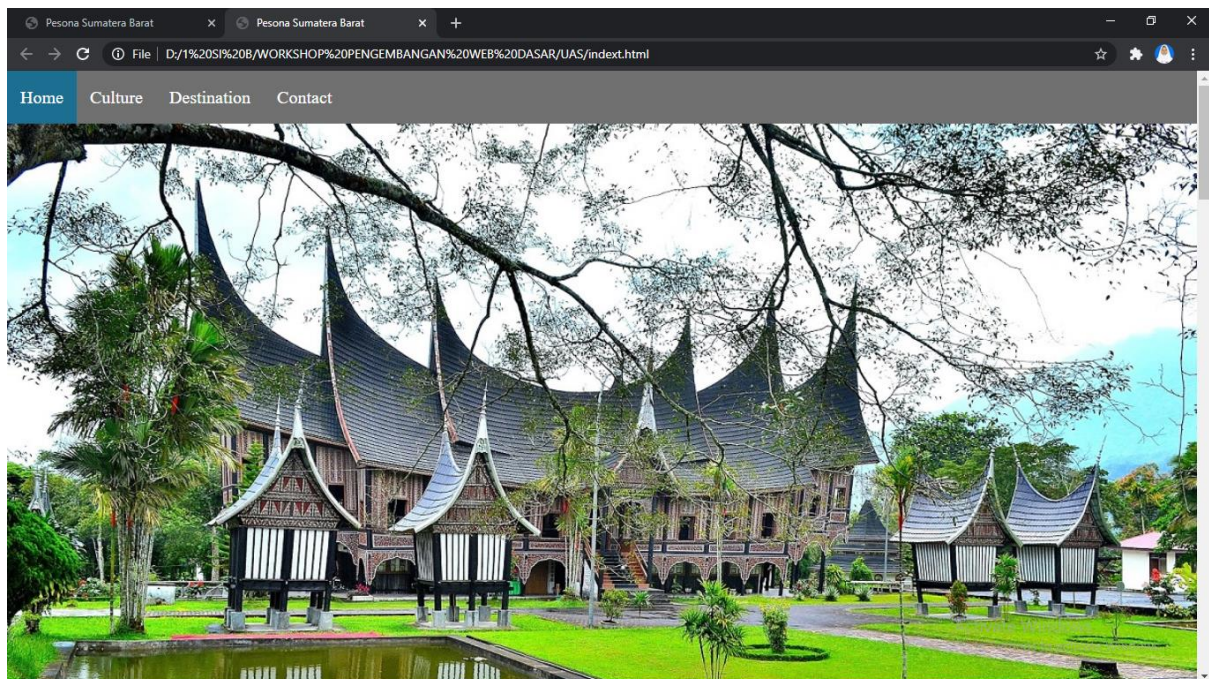 Pesona Sumatera Barat Pesona Sumatera Barat
File D:/1%20SI%20B/WORKSHOP%20PENGEMBANGAN%20WEB%20DASAR/UAS/indext.html
Home Culture Destination Contact